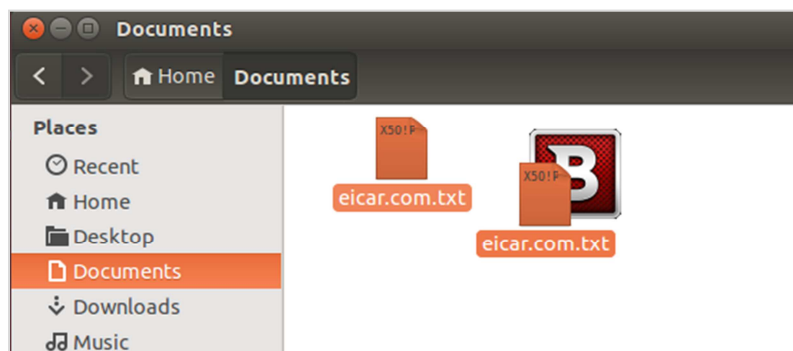 Documents
Home Documents
Places
Recent
Home
Desktop
Documents
Downloads
Music
X5O!P
eicar.com.txt
B
X5O!P
eicar.com.txt